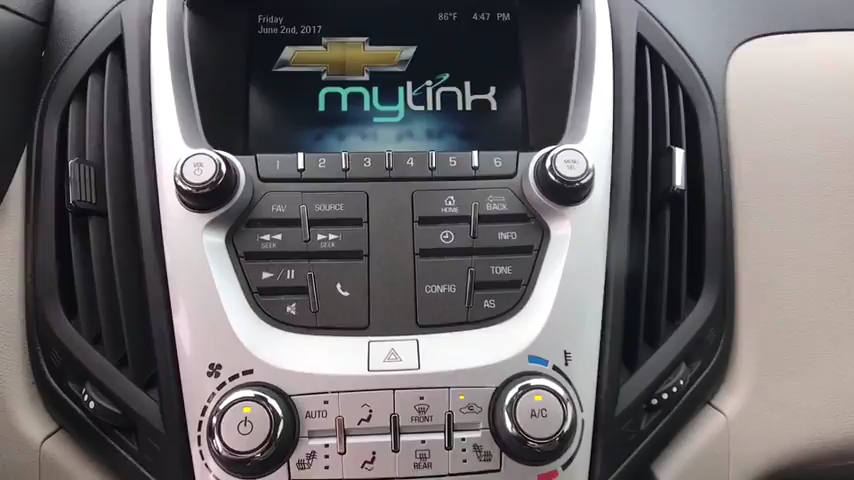 Friday
June 2nd, 2017
86°F 4:47 PM
mylink
VOL
1 2 3 4 5 6
MENU
SEL
FAV SOURCE
HOME BACK
SEEK SEEK
INFO
CONFIG TONE
AS
AUTO
FRONT
A/C
REAR